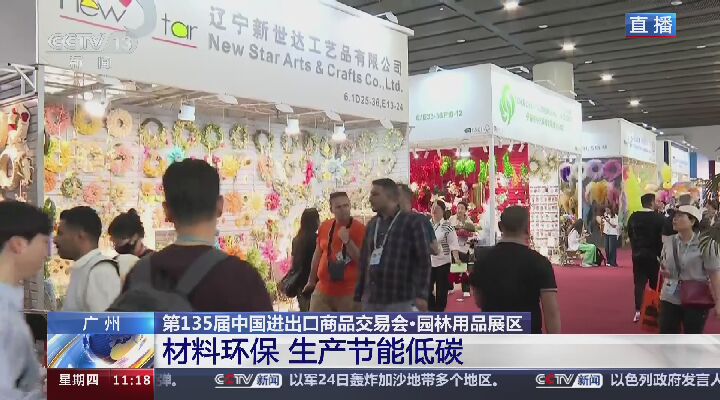 New Star
辽宁新世达工艺品有限公司
New Star Arts & Crafts Co.,Ltd.
6.1D25-36,E13-24
CCTV 13
新闻
直播
广州
第135届中国进出口商品交易会·园林用品展区
材料环保 生产节能低碳
星期四 11:18 弹。 CCTV新闻 以军24日轰炸加沙地带多个地区。 CCTV新闻 以色列政府发言人